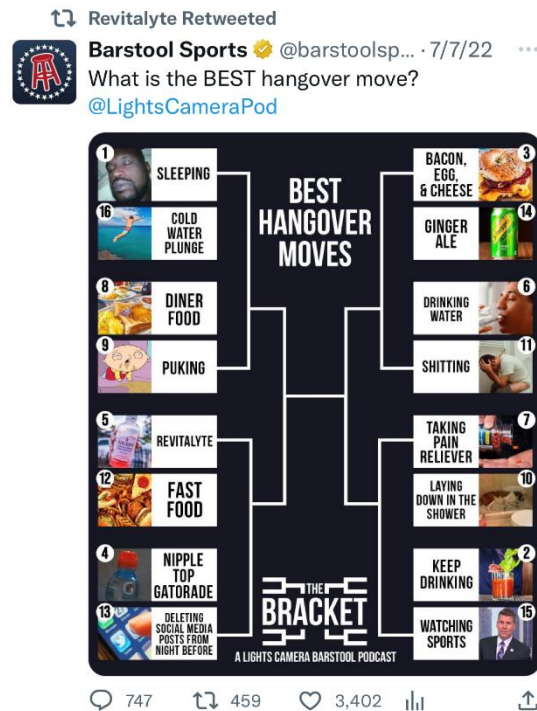 Revitalyte Retweeted
Barstool Sports @barstoolsp... · 7/7/22 ...
What is the BEST hangover move?
@LightsCameraPod
BEST
HANGOVER
MOVES
1
SLEEPING
16
COLD
WATER
PLUNGE
8
DINER
FOOD
9
PUKING
5
REVITALYTE
12
FAST
FOOD
4
NIPPLE
TOP
GATORADE
13
DELETING
SOCIAL MEDIA
POSTS FROM
NIGHT BEFORE
3
BACON,
EGG,
& CHEESE
14
GINGER
ALE
6
DRINKING
WATER
11
SHITTING
7
TAKING
PAIN
RELIEVER
10
LAYING
DOWN IN THE
SHOWER
2
KEEP
DRINKING
15
WATCHING
SPORTS
THE
BRACKET
A LIGHTS CAMERA BARSTOOL PODCAST
747 459 3,402